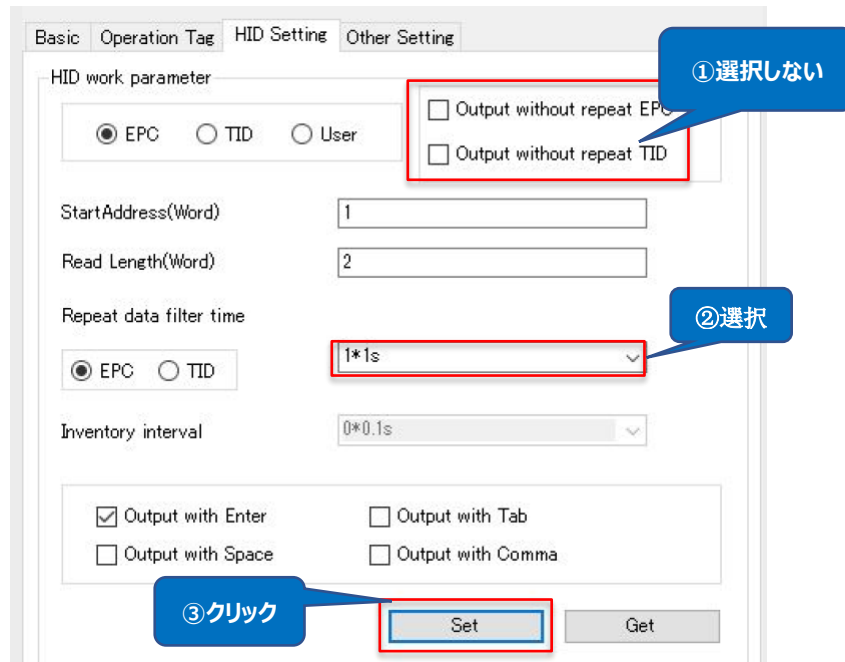 Basic Operation Tag HID Setting Other Setting
HID work parameter
①選択しない
EPC TID User
Output without repeat EPC
Output without repeat TID
StartAddress(Word) 1
Read Length(Word) 2
Repeat data filter time
②選択
EPC TID 1*1s
Inventory interval 0*0.1s
Output with Enter Output with Tab
Output with Space Output with Comma
③クリック
Set Get